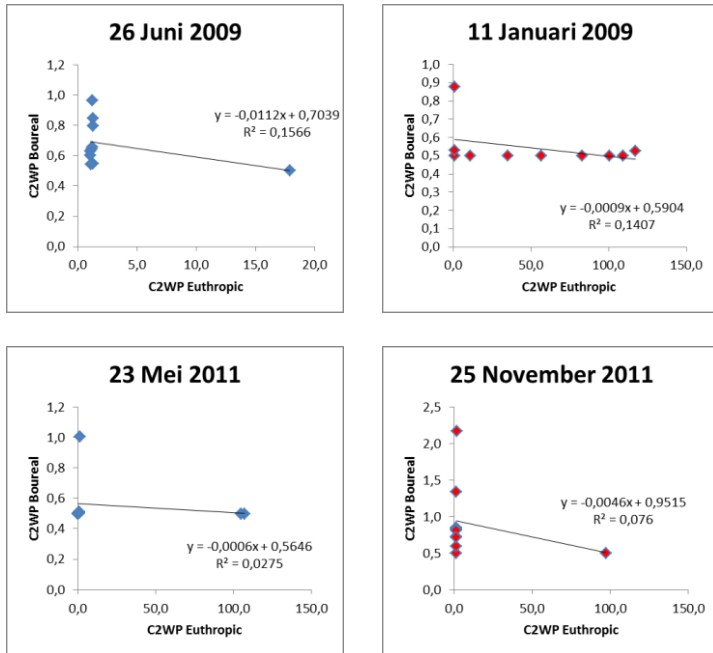 26 Juni 2009
C2WP Boureal
1,2
1,0
0,8
0,6
0,4
0,2
0,0
y = -0,0112x + 0,7039
R² = 0,1566
0,0 5,0 10,0 15,0 20,0
C2WP Euthropic
11 Januari 2009
C2WP Boureal
1,0
0,9
0,8
0,7
0,6
0,5
0,4
0,3
0,2
0,1
0,0
y = -0,0009x + 0,5904
R² = 0,1407
0,0 50,0 100,0 150,0
C2WP Euthropic
23 Mei 2011
C2WP Boureal
1,2
1,0
0,8
0,6
0,4
0,2
0,0
y = -0,0006x + 0,5646
R² = 0,0275
0,0 50,0 100,0 150,0
C2WP Euthropic
25 November 2011
C2WP Boureal
2,5
2,0
1,5
1,0
0,5
0,0
y = -0,0046x + 0,9515
R² = 0,076
0,0 50,0 100,0 150,0
C2WP Euthropic